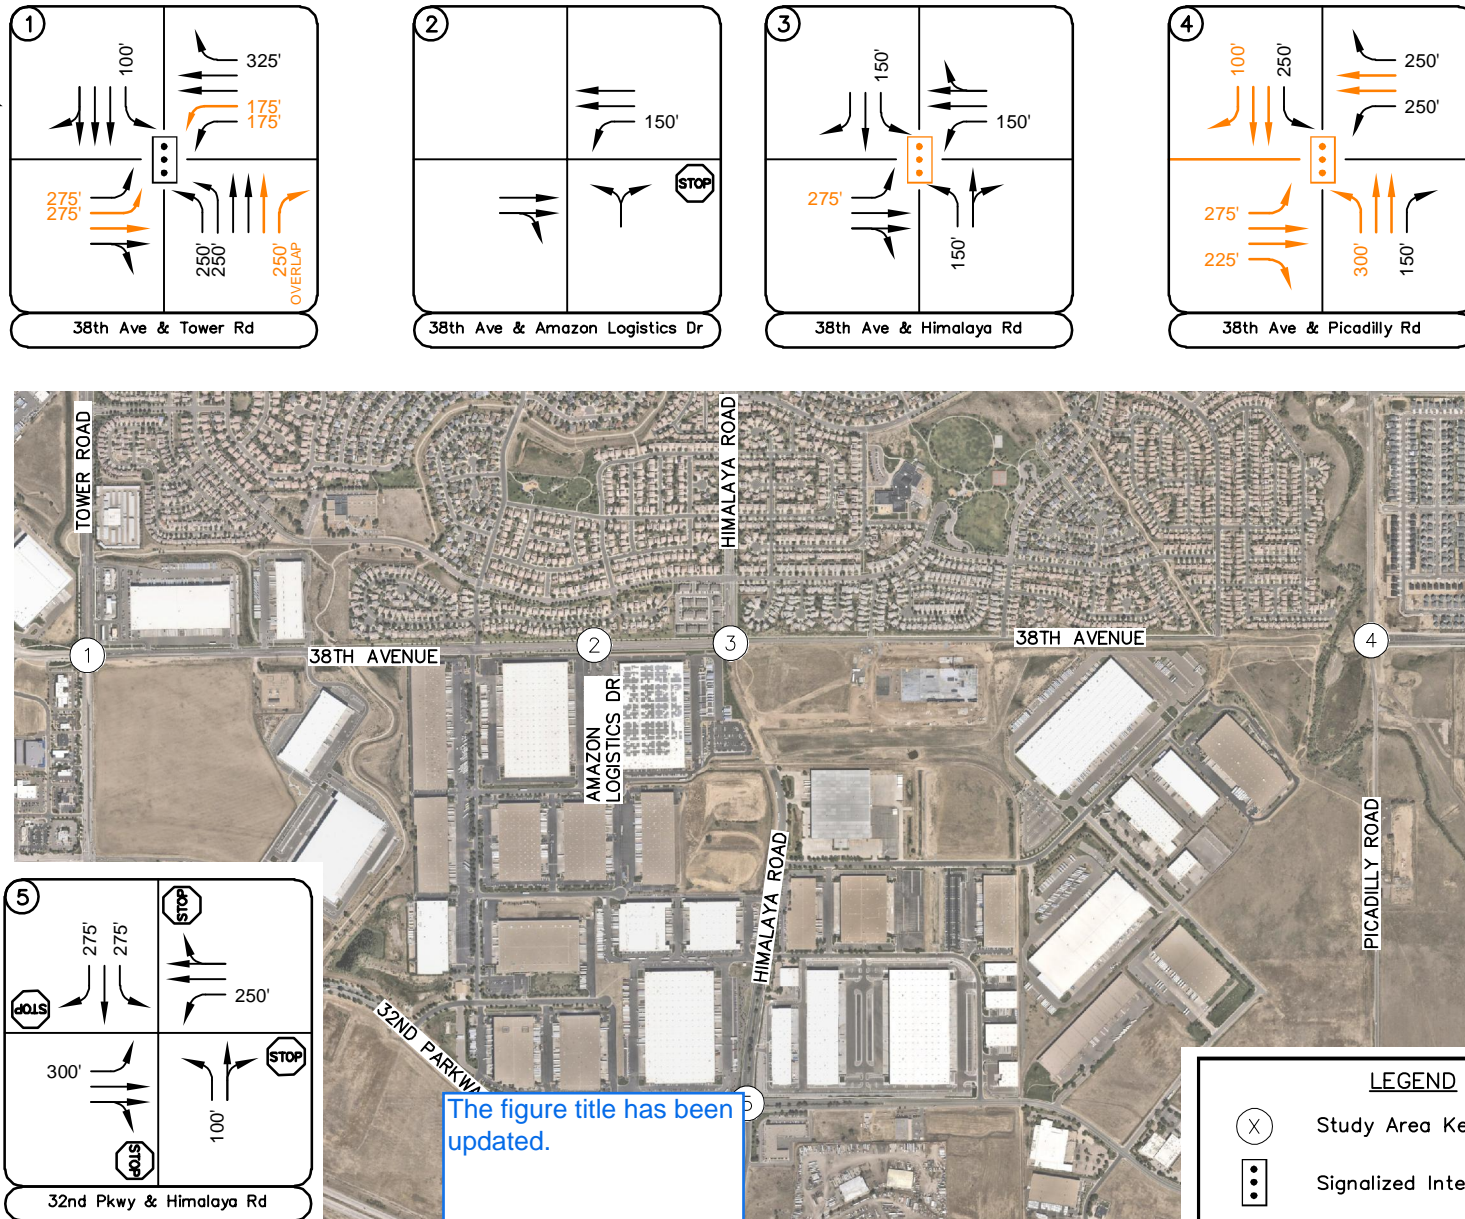 1
100'
325'
175'
175'
275'
275'
250'
250'
250'
OVERLAP
38th Ave & Tower Rd
2
150'
STOP
38th Ave & Amazon Logistics Dr
3
150'
150'
275'
150'
38th Ave & Himalaya Rd
4
100'
250'
250'
250'
275'
225'
300'
150'
38th Ave & Picadilly Rd
TOWER ROAD
HIMALAYA ROAD
1
38TH AVENUE
2
3
38TH AVENUE
4
AMAZON
LOGISTICS DR
HIMALAYA ROAD
PICADILLY ROAD
5
275'
275'
STOP
STOP
250'
300'
STOP
100'
STOP
32nd Pkwy & Himalaya Rd
32ND PARKWA
5
The figure title has been
updated.
LEGEND
X
Study Area Ke
Signalized Inte